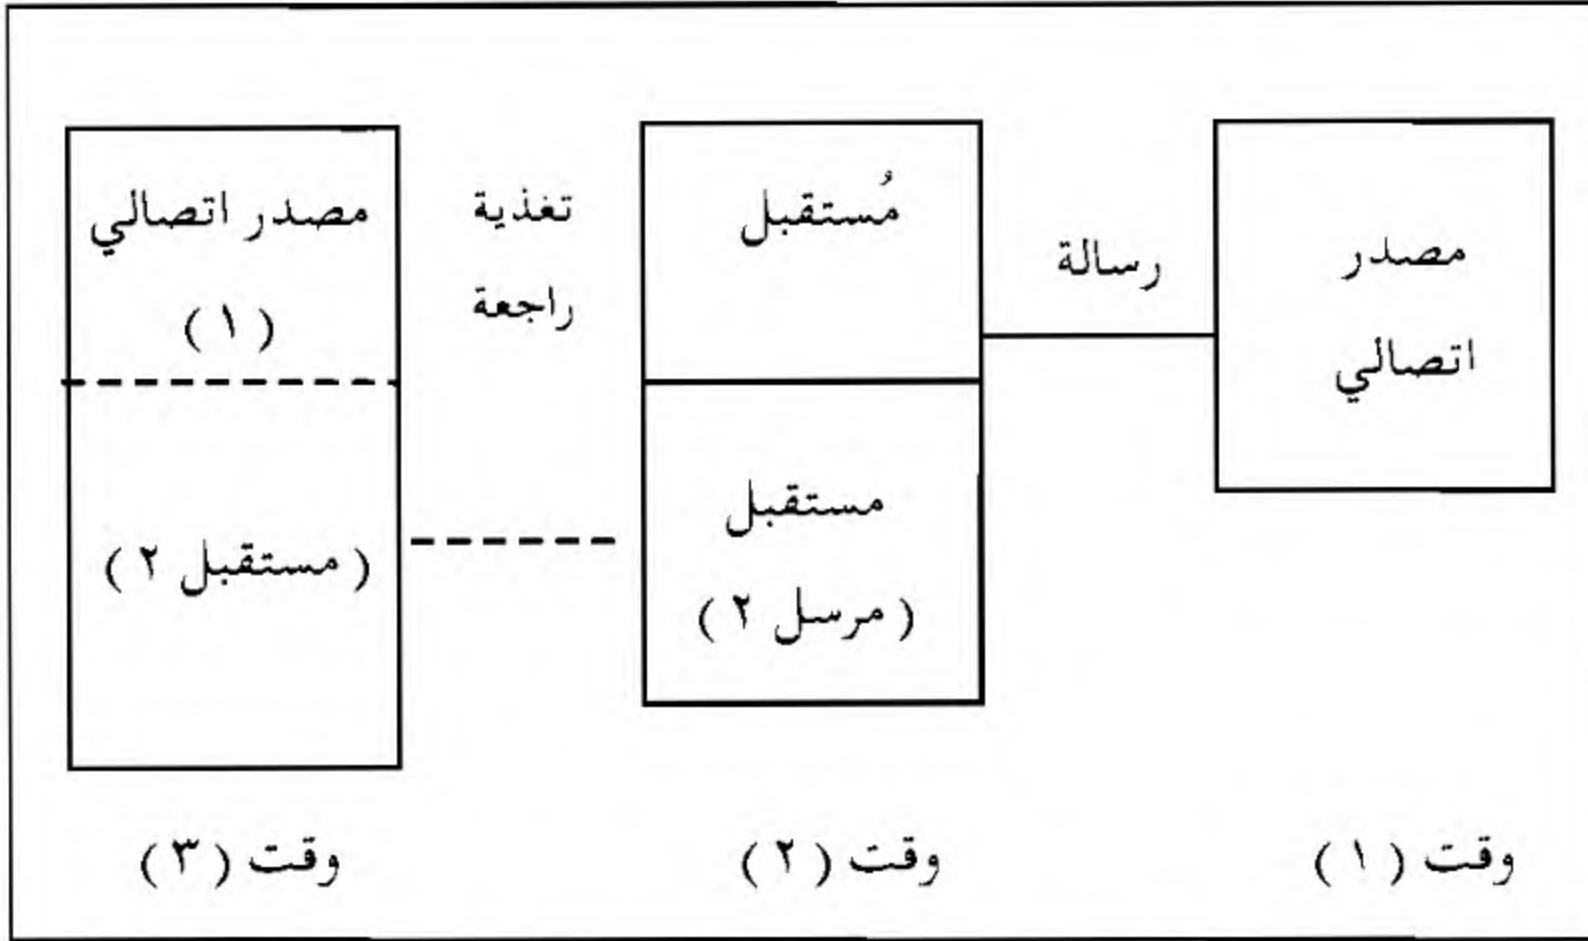 مصدر
اتصالي
رسالة
مُستقبل
مستقبل
( مرسل ٢ )
تغذية
راجعة
مصدر اتصالي
( ١ )
( مستقبل ٢ )
وقت ( ١ )
وقت ( ٢ )
وقت ( ٣ )